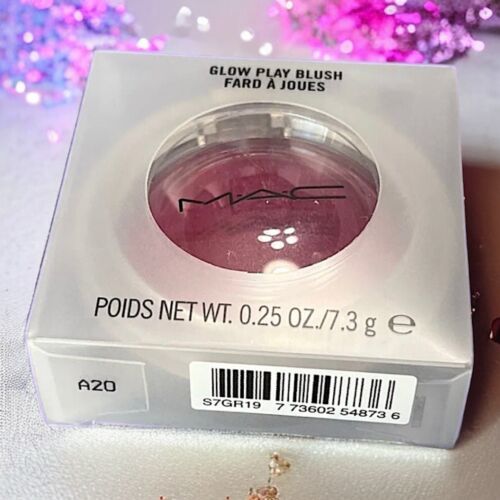 GLOW PLAY BLUSH
FARD À JOUES
M·A·C
POIDS NET WT. 0.25 OZ./7.3 g ℮
A20
S7GR19 7 73602 54873 6